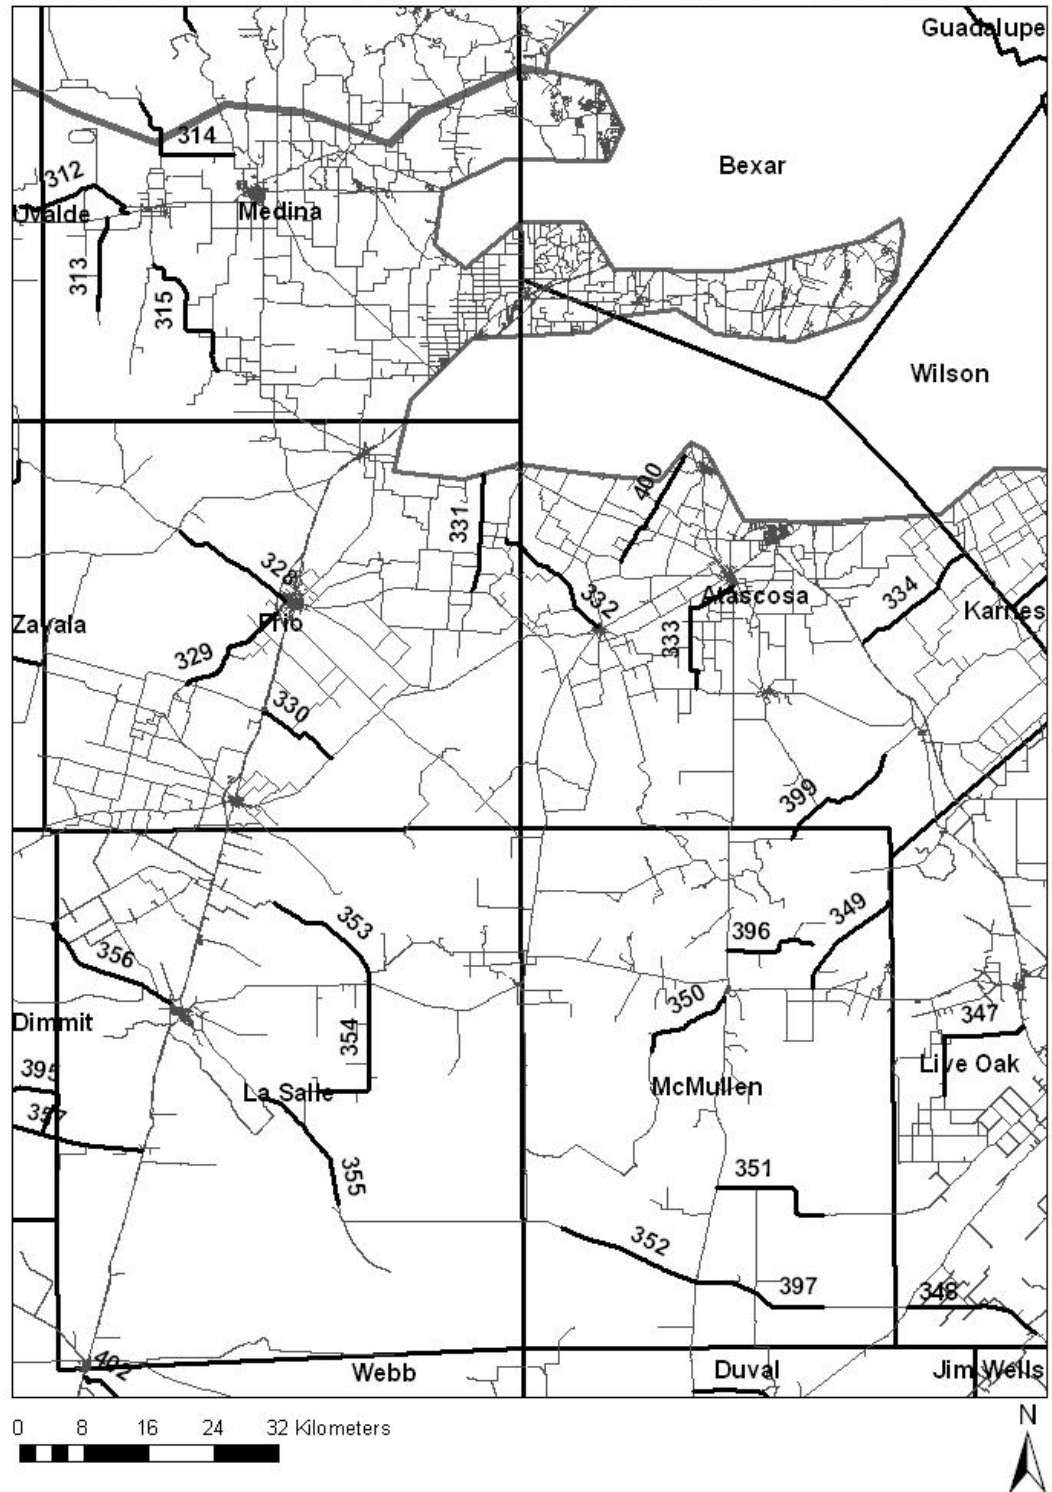 Guadalupe
314
Bexar
312
Uvalde
Medina
313
315
Wilson
400
331
328
332
Atascosa
334
Karnes
Zavala
Frio
333
329
330
399
353
349
396
356
350
347
Dimmit
354
Live Oak
395
La Salle
McMullen
357
355
351
352
397
348
402
Webb
Duval
Jim Wells
0 8 16 24 32 Kilometers
N